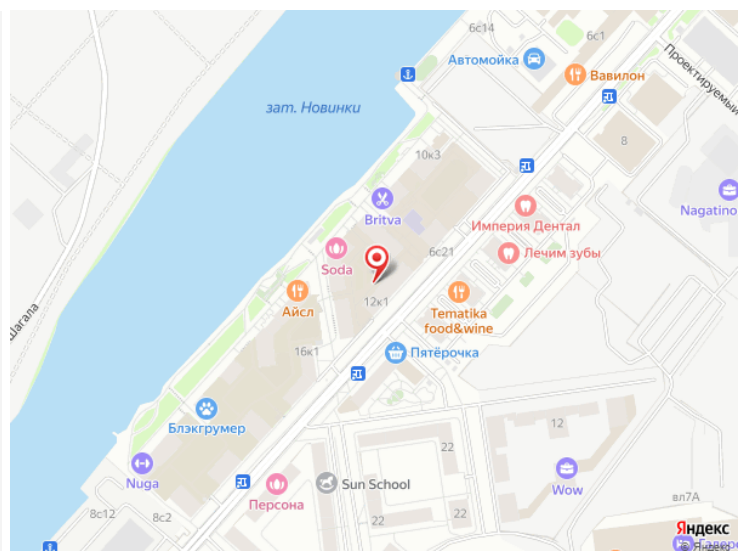 6с14
6с1
Автомойка
Вавилон
Проектируемый
зат. Новинки
8
10к3
Britva
Nagatino
Империя Дентал
6с21
Лечим зубы
Soda
Айсл
12к1
Tematika
food&wine
Шагала
16к1
Пятёрочка
Блэкгрумер
12
22
22
Nuga
Sun School
Wow
Персона
вл7А
8с12
8с2
22
22
Яндекс
© Яндекс